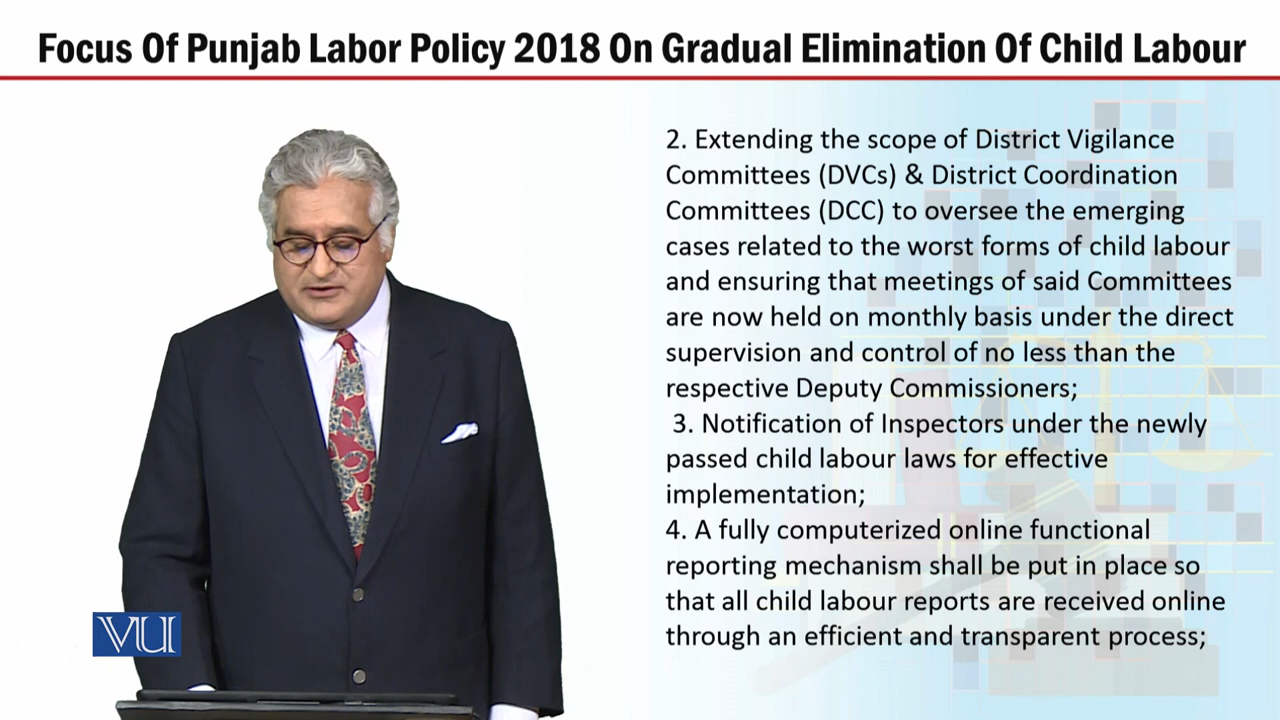 Focus Of Punjab Labor Policy 2018 On Gradual Elimination Of Child Labour
2. Extending the scope of District Vigilance
Committees (DVCs) & District Coordination
Committees (DCC) to oversee the emerging
cases related to the worst forms of child labour
and ensuring that meetings of said Committees
are now held on monthly basis under the direct
supervision and control of no less than the
respective Deputy Commissioners;
3. Notification of Inspectors under the newly
passed child labour laws for effective
implementation;
4. A fully computerized online functional
reporting mechanism shall be put in place so
that all child labour reports are received online
through an efficient and transparent process;
VU